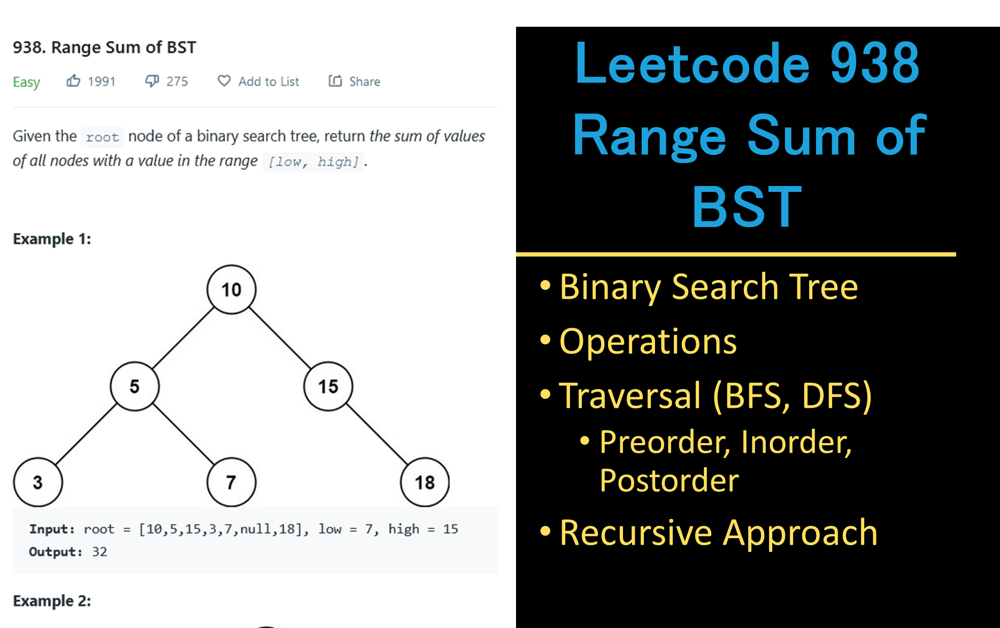 938. Range Sum of BST
Easy 1991 275 Add to List Share
Given the root node of a binary search tree, return the sum of values
of all nodes with a value in the range [low, high].
Example 1:
10
5 15
3 7 18
Input: root = [10,5,15,3,7,null,18], low = 7, high = 15
Output: 32
Example 2:
Leetcode 938
Range Sum of
BST
• Binary Search Tree
• Operations
• Traversal (BFS, DFS)
• Preorder, Inorder,
Postorder
• Recursive Approach